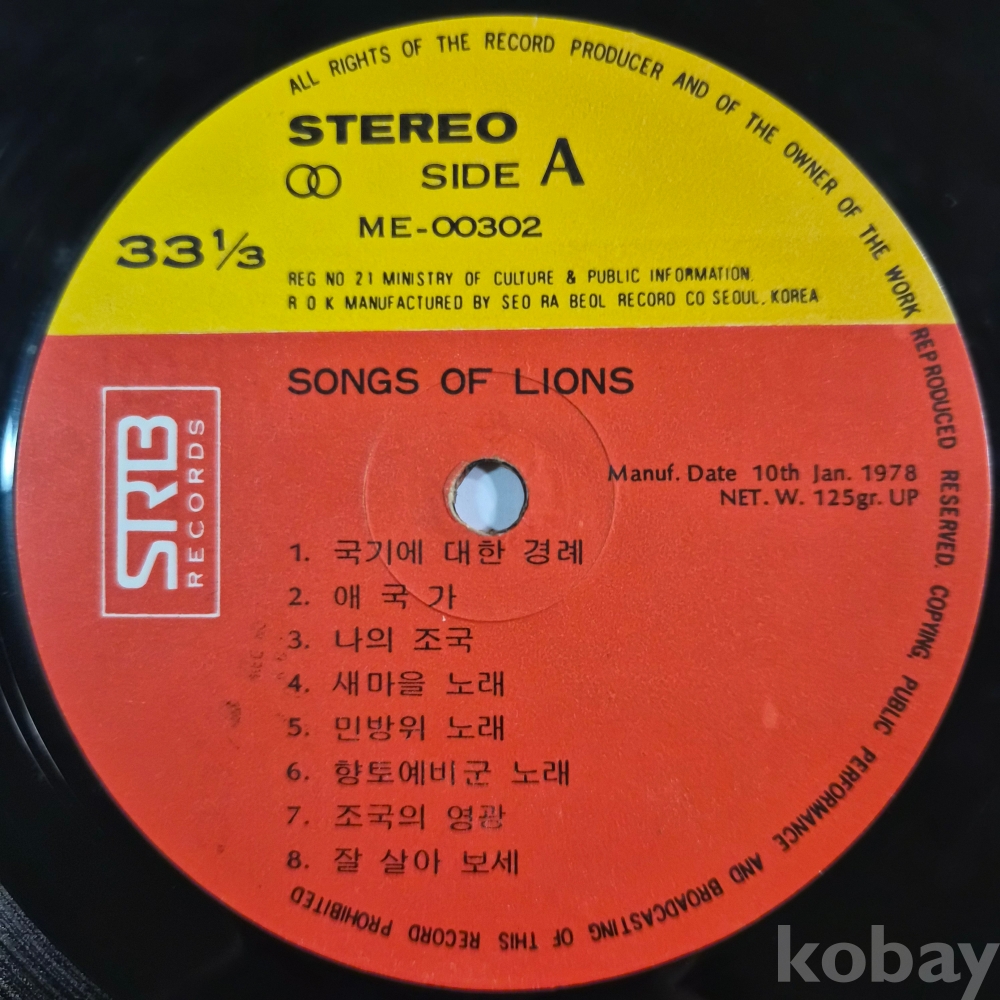 ALL RIGHTS OF THE RECORD PRODUCER AND OF THE OWNER OF THE WORK REPRODUCED RESERVED. COPYING, PUBLIC PERFORMANCE AND BROADCASTING OF THIS RECORD PROHIBITED
STEREO
SIDE A
ME-00302
33 1/3
REG NO 21 MINISTRY OF CULTURE & PUBLIC INFORMATION.
R O K MANUFACTURED BY SEO RA BEOL RECORD CO SEOUL. KOREA
SONGS OF LIONS
SRB
RECORDS
Manuf. Date 10th Jan. 1978
NET. W. 125gr. UP
1. 국기에 대한 경례
2. 애 국 가
3. 나의 조국
4. 새마을 노래
5. 민방위 노래
6. 향토예비군 노래
7. 조국의 영광
8. 잘 살아 보세
kobay